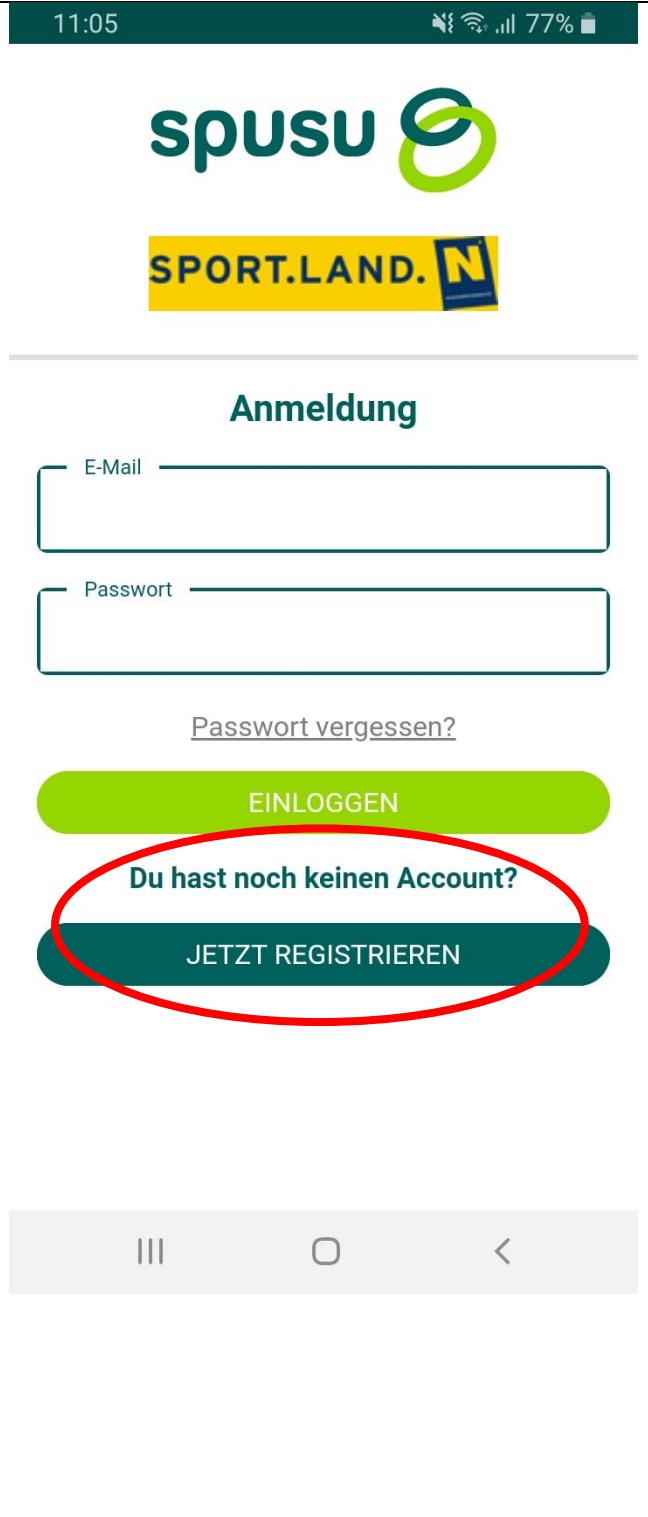 11:05 77%
spusu
SPORT.LAND. N
Anmeldung
E-Mail
Passwort
Passwort vergessen?
EINLOGGEN
Du hast noch keinen Account?
JETZT REGISTRIEREN